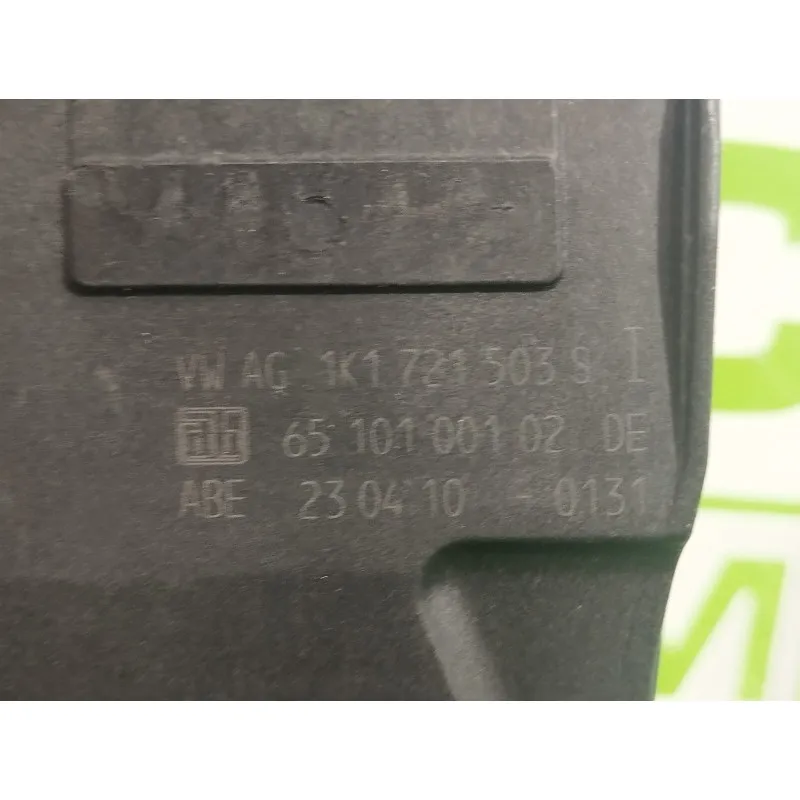 VW AG 1K1 721 503 S I
65 101 001 02 DE
ABE 23 04 10 - 0131
C
M